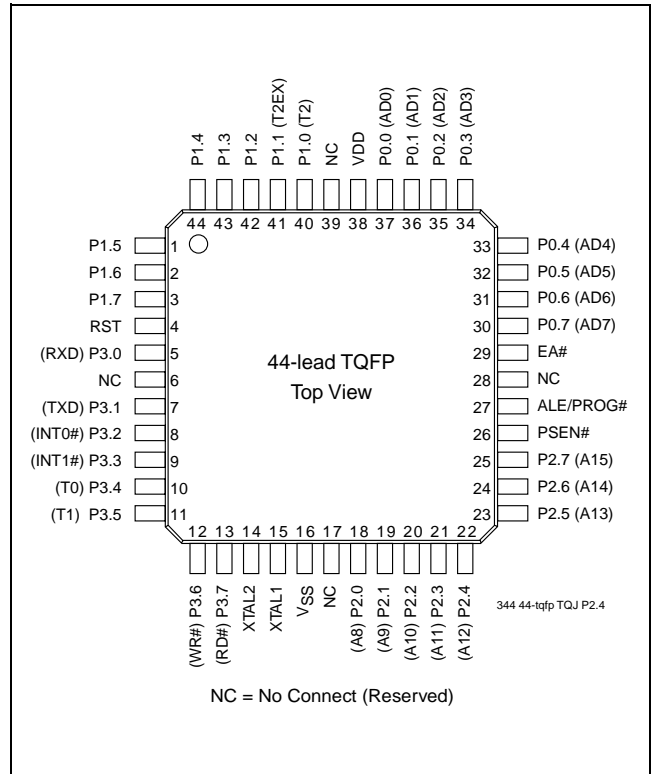 P1.4
P1.3
P1.2
P1.1 (T2EX)
P1.0 (T2)
NC
VDD
P0.0 (AD0)
P0.1 (AD1)
P0.2 (AD2)
P0.3 (AD3)
44 43 42 41 40 39 38 37 36 35 34
P1.5 1
P1.6 2
P1.7 3
RST 4
(RXD) P3.0 5
NC 6
(TXD) P3.1 7
(INT0#) P3.2 8
(INT1#) P3.3 9
(T0) P3.4 10
(T1) P3.5 11
44-lead TQFP
Top View
33 P0.4 (AD4)
32 P0.5 (AD5)
31 P0.6 (AD6)
30 P0.7 (AD7)
29 EA#
28 NC
27 ALE/PROG#
26 PSEN#
25 P2.7 (A15)
24 P2.6 (A14)
23 P2.5 (A13)
12 13 14 15 16 17 18 19 20 21 22
(WR#) P3.6
(RD#) P3.7
XTAL2
XTAL1
VSS
NC
(A8) P2.0
(A9) P2.1
(A10) P2.2
(A11) P2.3
(A12) P2.4
344 44-tqfp TQJ P2.4
NC = No Connect (Reserved)